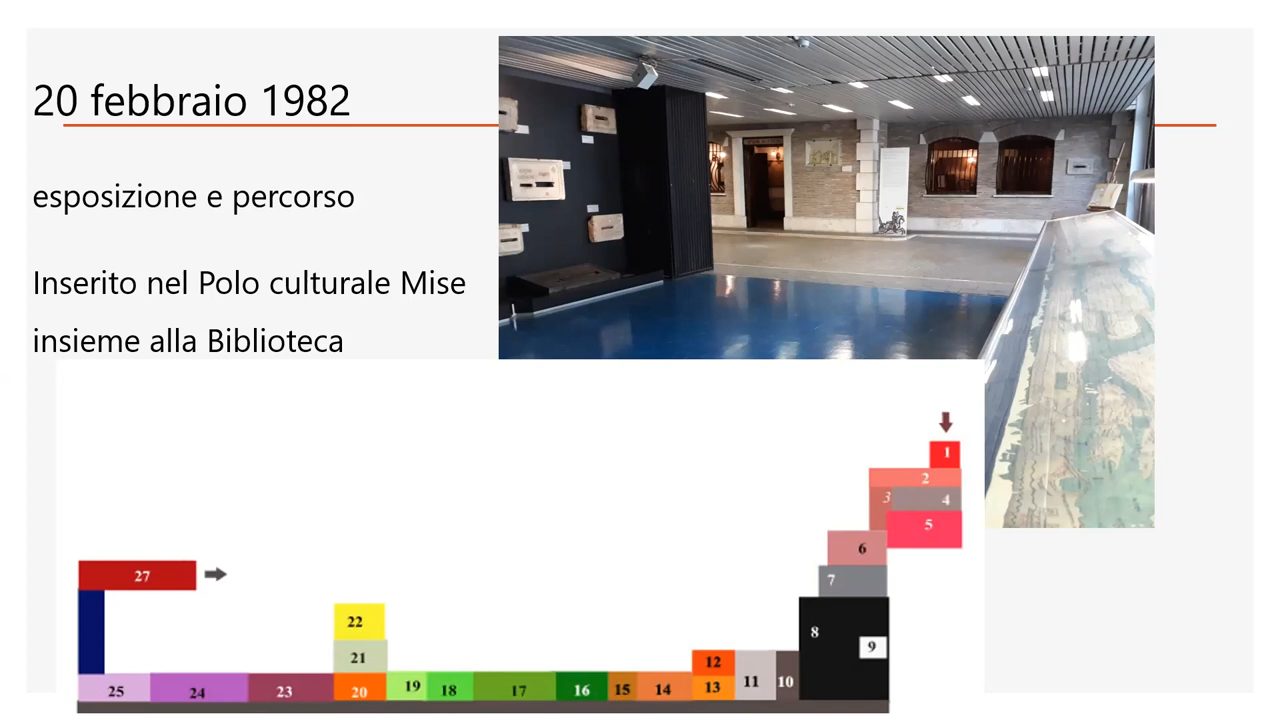 20 febbraio 1982
esposizione e percorso
Inserito nel Polo culturale Mise
insieme alla Biblioteca
1
2
3 4
5
6
7
8
9
27
22
21
12
25 24 23 20 19 18 17 16 15 14 13 11 10